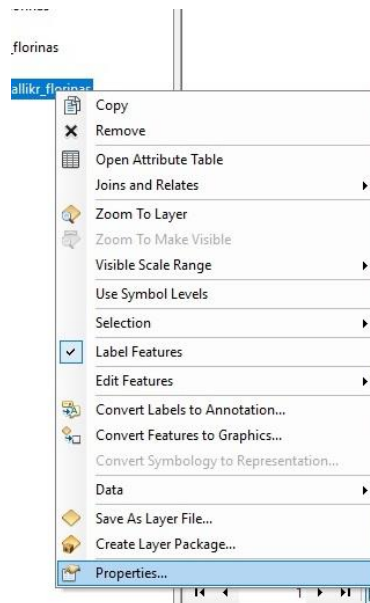 _florinas
allikr_florinas
Copy
Remove
Open Attribute Table
Joins and Relates
Zoom To Layer
Zoom To Make Visible
Visible Scale Range
Use Symbol Levels
Selection
Label Features
Edit Features
Convert Labels to Annotation...
Convert Features to Graphics...
Convert Symbology to Representation...
Data
Save As Layer File...
Create Layer Package...
Properties...
1